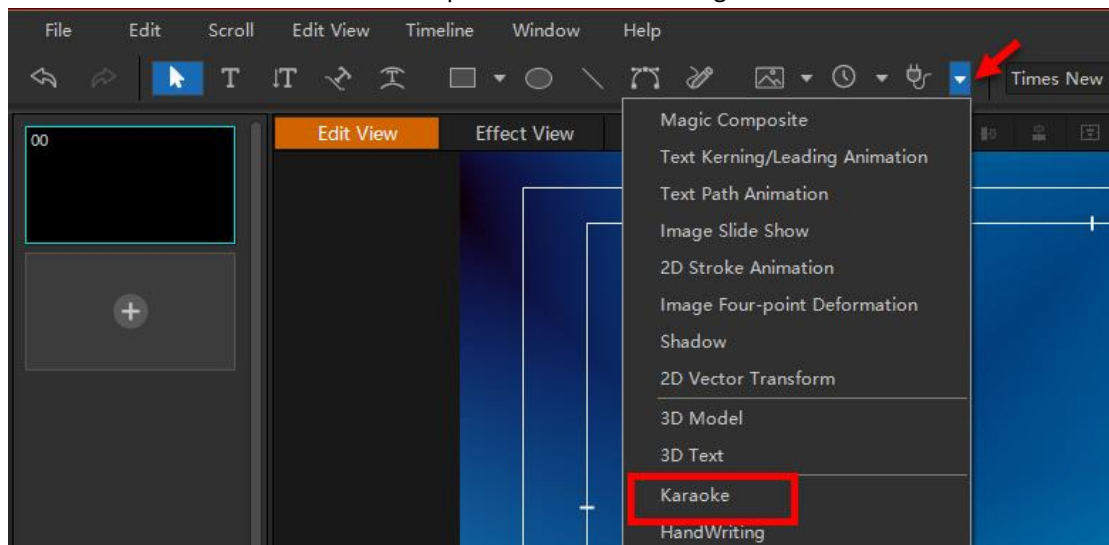 File Edit Scroll Edit View Timeline Window Help
T IT T Times New
00
Edit View Effect View
Magic Composite
Text Kerning/Leading Animation
Text Path Animation
Image Slide Show
2D Stroke Animation
Image Four-point Deformation
Shadow
2D Vector Transform
3D Model
3D Text
Karaoke
HandWriting